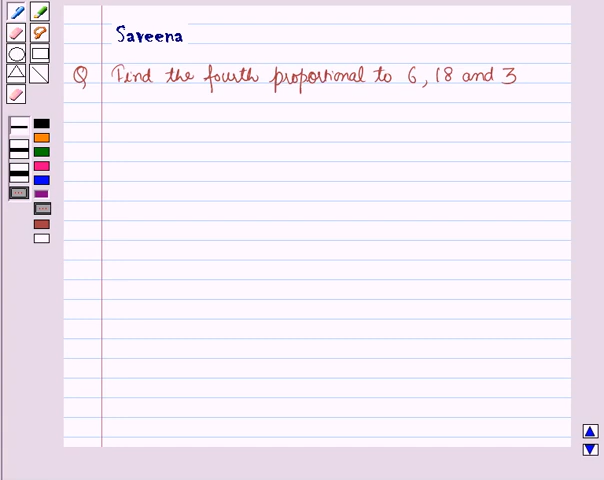 Saveena
Q Find the fourth proportional to 6, 18 and 3